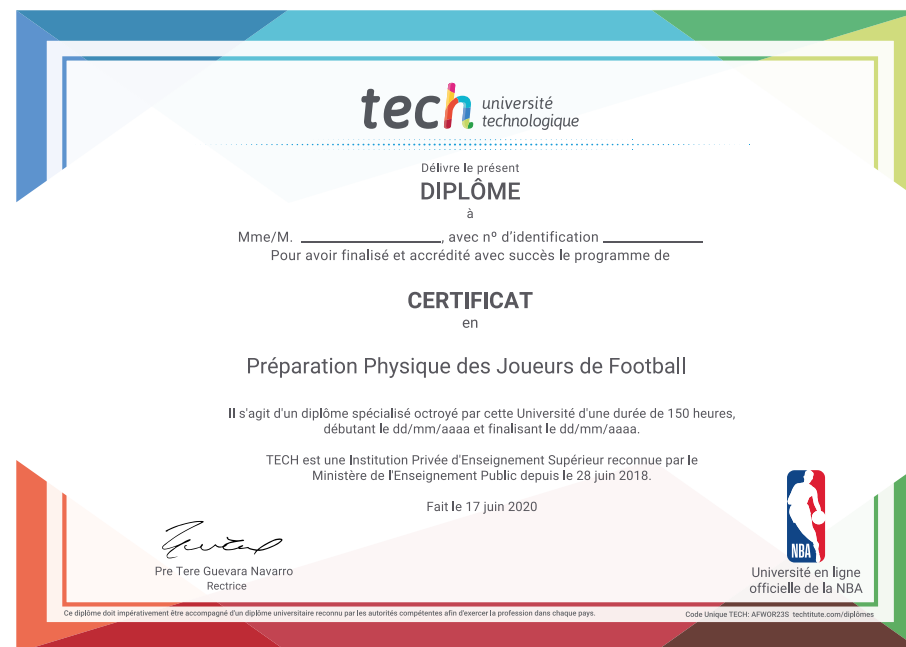 tech université
technologique
Délivre le présent
DIPLÔME
à
Mme/M. ____________________, avec nº d'identification ______________
Pour avoir finalisé et accrédité avec succès le programme de
CERTIFICAT
en
Préparation Physique des Joueurs de Football
Il s'agit d'un diplôme spécialisé octroyé par cette Université d'une durée de 150 heures,
débutant le dd/mm/aaaa et finalisant le dd/mm/aaaa.
TECH est une Institution Privée d'Enseignement Supérieur reconnue par le
Ministère de l'Enseignement Public depuis le 28 juin 2018.
Fait le 17 juin 2020
Pre Tere Guevara Navarro
Rectrice
NBA
Université en ligne
officielle de la NBA
Ce diplôme doit impérativement être accompagné d'un diplôme universitaire reconnu par les autorités compétentes afin d'exercer la profession dans chaque pays.
Code Unique TECH: AFWOR23S techtitute.com/diplômes